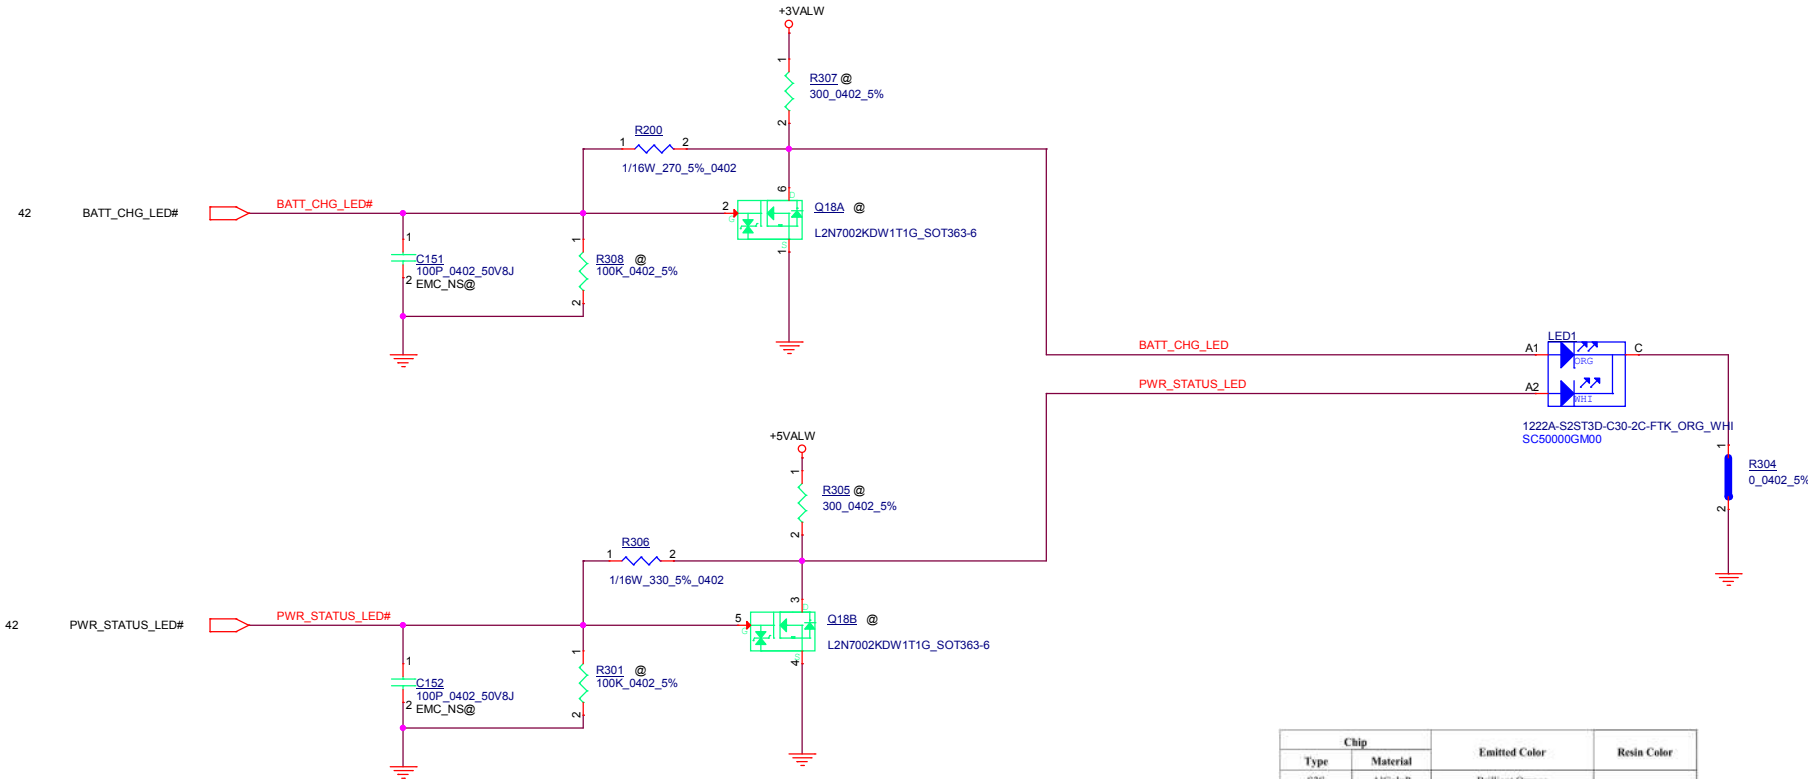 +3VALW
1
R307 @
300_0402_5%
2
R200
1 2
1/16W_270_5%_0402
6
D
42 BATT_CHG_LED# BATT_CHG_LED#
2
G
Q18A @
L2N7002KDW1T1G_SOT363-6
S
1
1
C151
100P_0402_50V8J
2
EMC_NS@
1
R308 @
100K_0402_5%
2
BATT_CHG_LED
PWR_STATUS_LED
LED1
A1 C
ORG
A2
WHI
1222A-S2ST3D-C30-2C-FTK_ORG_WHI
SC50000GM00
1
R304
0_0402_5%
2
+5VALW
1
R305 @
300_0402_5%
2
R306
1 2
1/16W_330_5%_0402
3
D
42 PWR_STATUS_LED# PWR_STATUS_LED#
5
G
Q18B @
L2N7002KDW1T1G_SOT363-6
S
4
1
C152
100P_0402_50V8J
2
EMC_NS@
1
R301 @
100K_0402_5%
2
Chip Emitted Color Resin Color
Type Material